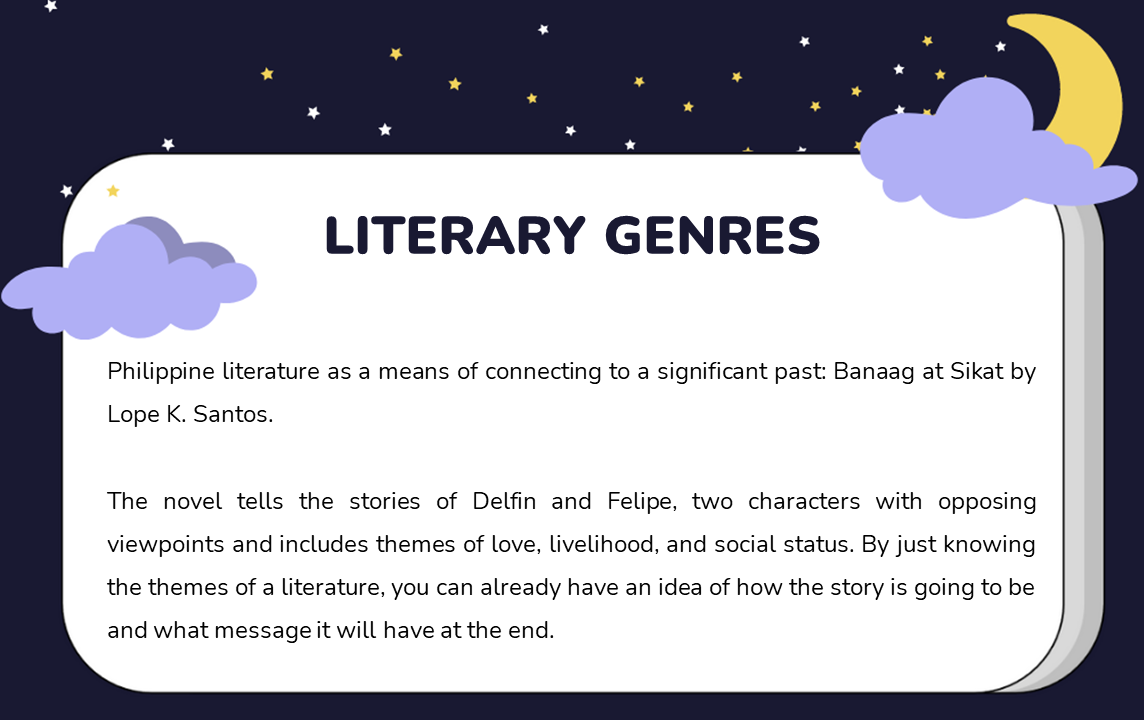 LITERARY GENRES
Philippine literature as a means of connecting to a significant past: Banaag at Sikat by
Lope K. Santos.
The novel tells the stories of Delfin and Felipe, two characters with opposing
viewpoints and includes themes of love, livelihood, and social status. By just knowing
the themes of a literature, you can already have an idea of how the story is going to be
and what message it will have at the end.